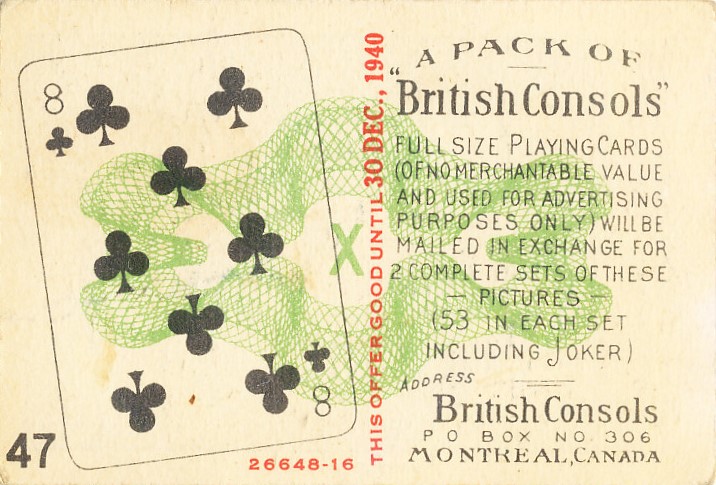 8
8
47
26648-16
THIS OFFER GOOD UNTIL 30 DEC., 1940
X
A PACK OF
"British Consols"
FULL SIZE PLAYING CARDS
(OF NO MERCHANTABLE VALUE
AND USED FOR ADVERTISING
PURPOSES ONLY) WILL BE
MAILED IN EXCHANGE FOR
2 COMPLETE SETS OF THESE
— PICTURES —
(53 IN EACH SET
INCLUDING JOKER)
ADDRESS
British Consols
P O BOX NO. 306
MONTREAL, CANADA